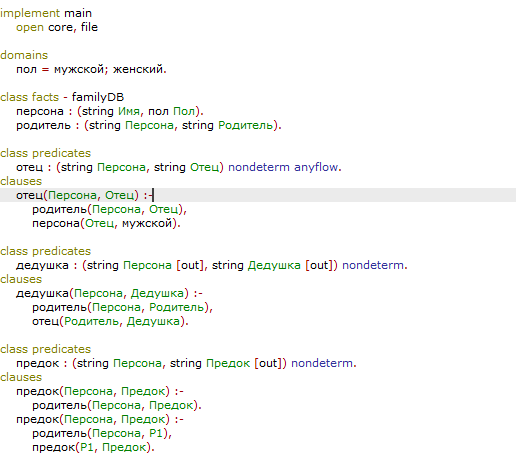 implement main
open core, file
domains
пол = мужской; женский.
class facts - familyDB
персона : (string Имя, пол Пол).
родитель : (string Персона, string Родитель).
class predicates
отец : (string Персона, string Отец) nondeterm anyflow.
clauses
отец(Персона, Отец) :-
родитель(Персона, Отец),
персона(Отец, мужской).
class predicates
дедушка : (string Персона [out], string Дедушка [out]) nondeterm.
clauses
дедушка(Персона, Дедушка) :-
родитель(Персона, Родитель),
отец(Родитель, Дедушка).
class predicates
предок : (string Персона, string Предок [out]) nondeterm.
clauses
предок(Персона, Предок) :-
родитель(Персона, Предок).
предок(Персона, Предок) :-
родитель(Персона, P1),
предок(P1, Предок).